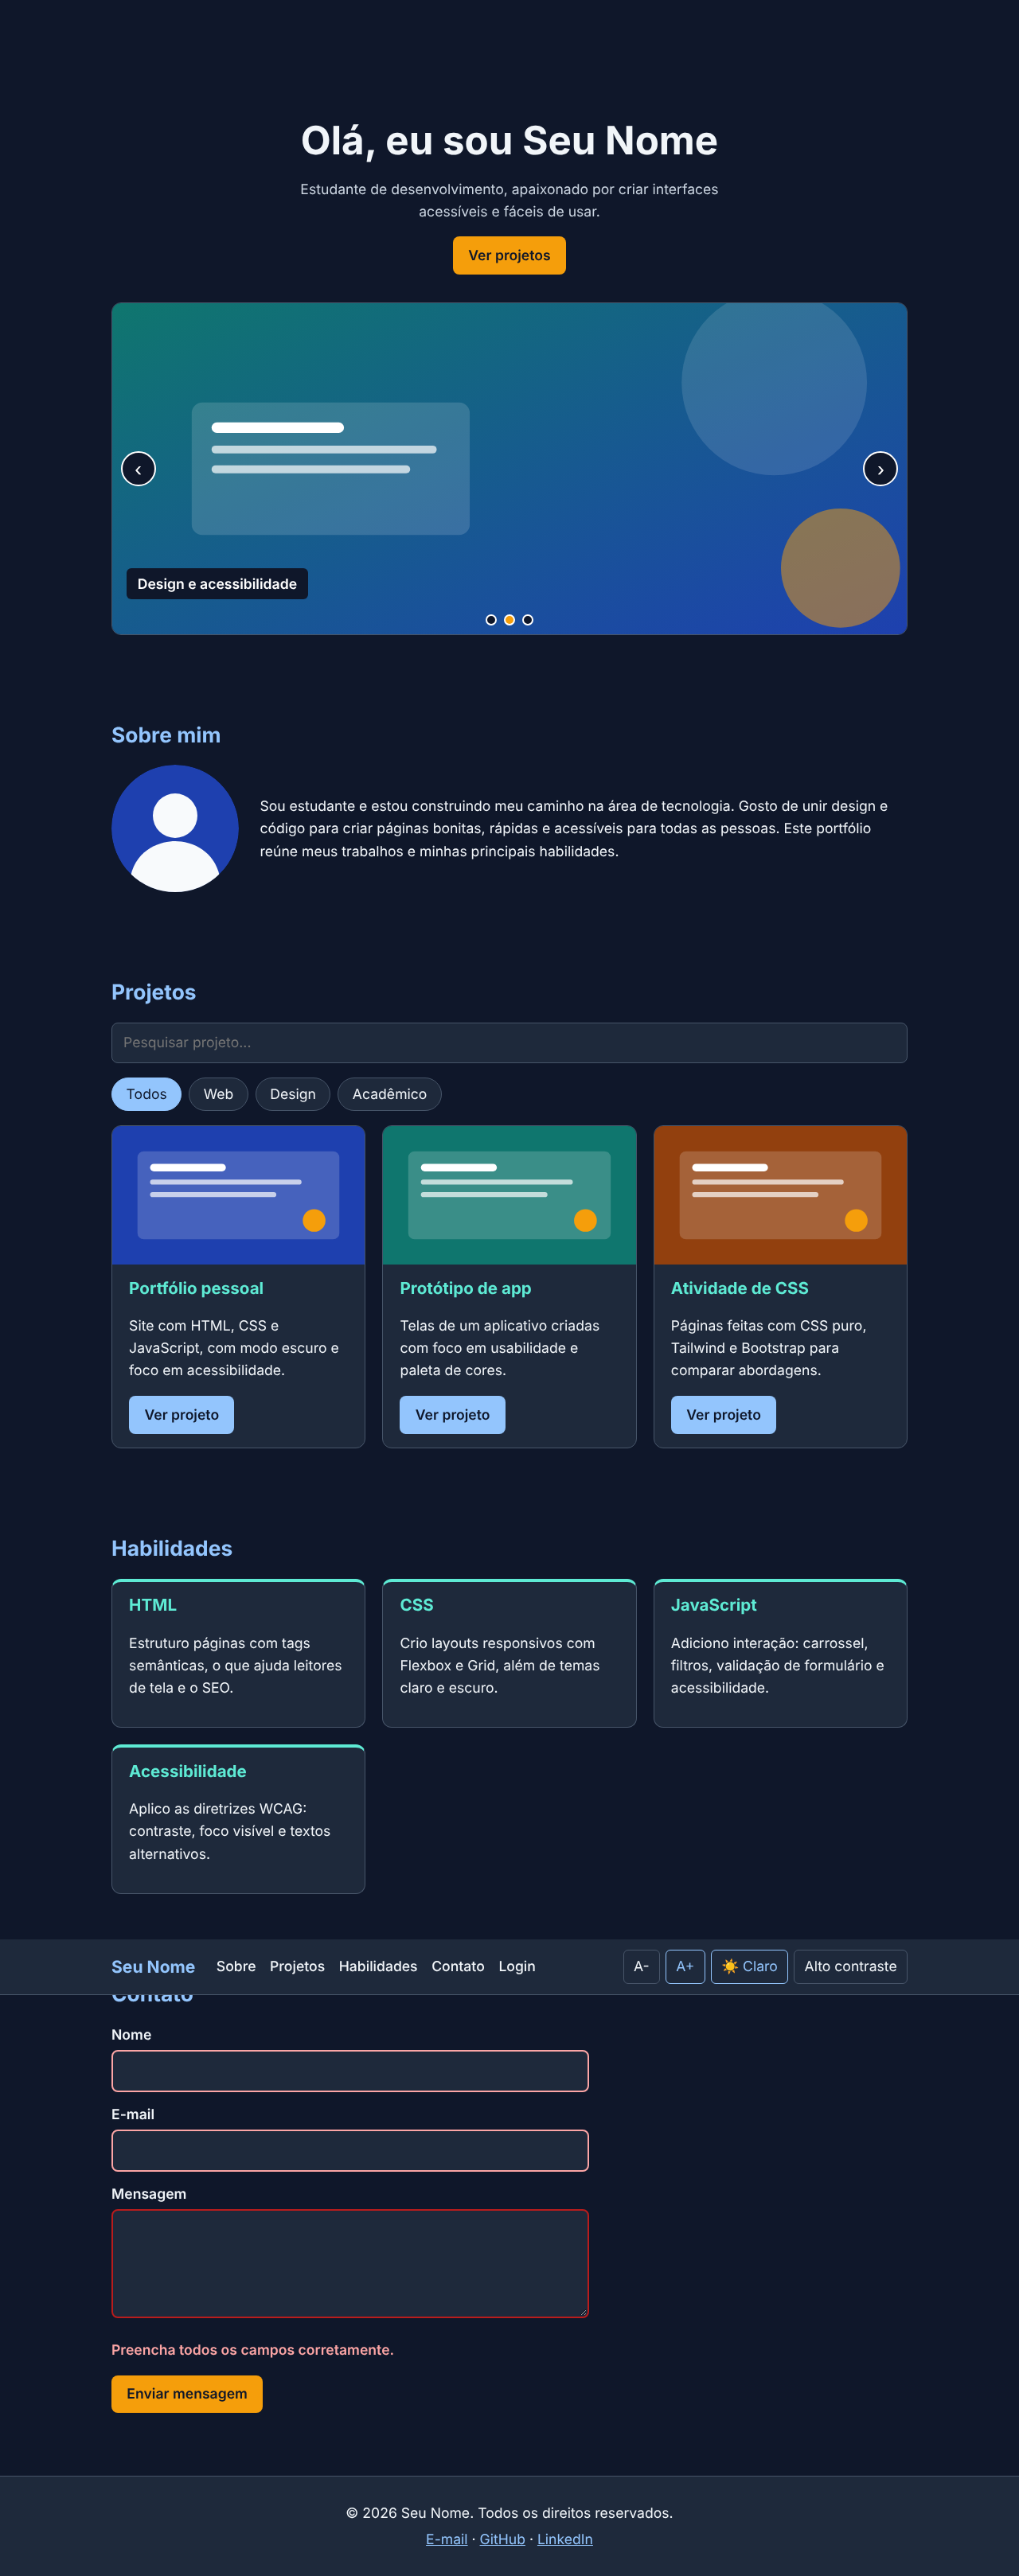 Olá, eu sou Seu Nome
Estudante de desenvolvimento, apaixonado por criar interfaces
acessíveis e fáceis de usar.
Ver projetos
‹
›
Design e acessibilidade
Sobre mim
Sou estudante e estou construindo meu caminho na área de tecnologia. Gosto de unir design e
código para criar páginas bonitas, rápidas e acessíveis para todas as pessoas. Este portfólio
reúne meus trabalhos e minhas principais habilidades.
Projetos
Pesquisar projeto...
Todos
Web
Design
Acadêmico
Portfólio pessoal
Site com HTML, CSS e
JavaScript, com modo escuro e
foco em acessibilidade.
Ver projeto
Protótipo de app
Telas de um aplicativo criadas
com foco em usabilidade e
paleta de cores.
Ver projeto
Atividade de CSS
Páginas feitas com CSS puro,
Tailwind e Bootstrap para
comparar abordagens.
Ver projeto
Habilidades
HTML
Estruturo páginas com tags
semânticas, o que ajuda leitores
de tela e o SEO.
CSS
Crio layouts responsivos com
Flexbox e Grid, além de temas
claro e escuro.
JavaScript
Adiciono interação: carrossel,
filtros, validação de formulário e
acessibilidade.
Acessibilidade
Aplico as diretrizes WCAG:
contraste, foco visível e textos
alternativos.
Seu Nome
Sobre
Projetos
Habilidades
Contato
Login
A-
A+
☀️ Claro
Alto contraste
Contato
Nome
E-mail
Mensagem
Preencha todos os campos corretamente.
Enviar mensagem
© 2026 Seu Nome. Todos os direitos reservados.
E-mail · GitHub · LinkedIn